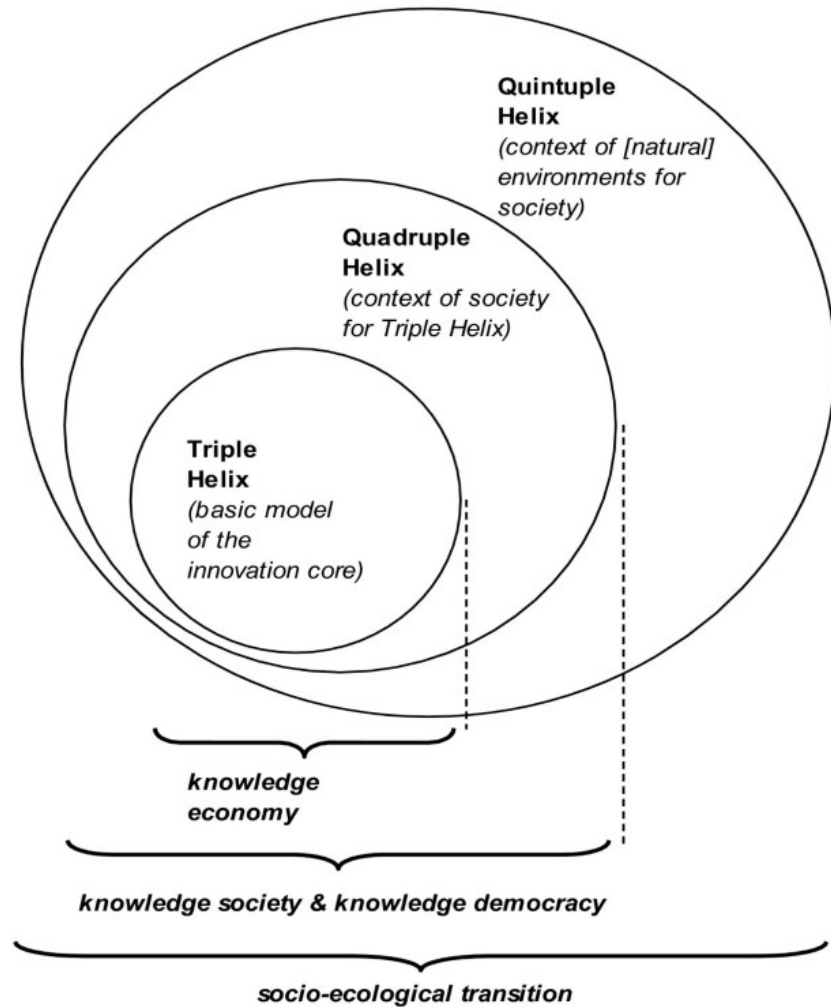 Quintuple
Helix
(context of [natural]
environments for
society)
Quadruple
Helix
(context of society
for Triple Helix)
Triple
Helix
(basic model
of the
innovation core)
knowledge
economy
knowledge society & knowledge democracy
socio-ecological transition